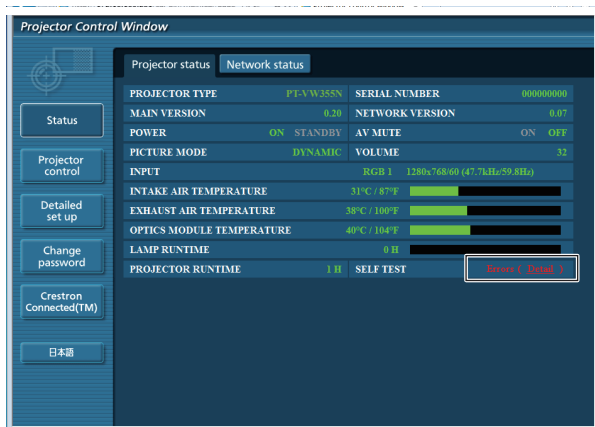 Projector Control Window
Projector status Network status
PROJECTOR TYPE PT-VW355N SERIAL NUMBER 000000000
MAIN VERSION 0.20 NETWORK VERSION 0.07
POWER ON STANDBY AV MUTE ON OFF
PICTURE MODE DYNAMIC VOLUME 32
INPUT RGB 1 1280x768/60 (47.7kHz/59.8Hz)
INTAKE AIR TEMPERATURE 31°C / 87°F
EXHAUST AIR TEMPERATURE 38°C / 100°F
OPTICS MODULE TEMPERATURE 40°C / 104°F
LAMP RUNTIME 0 H
PROJECTOR RUNTIME 1 H SELF TEST Errors ( Detail )
Status
Projector
control
Detailed
set up
Change
password
Crestron
Connected(TM)
日本語